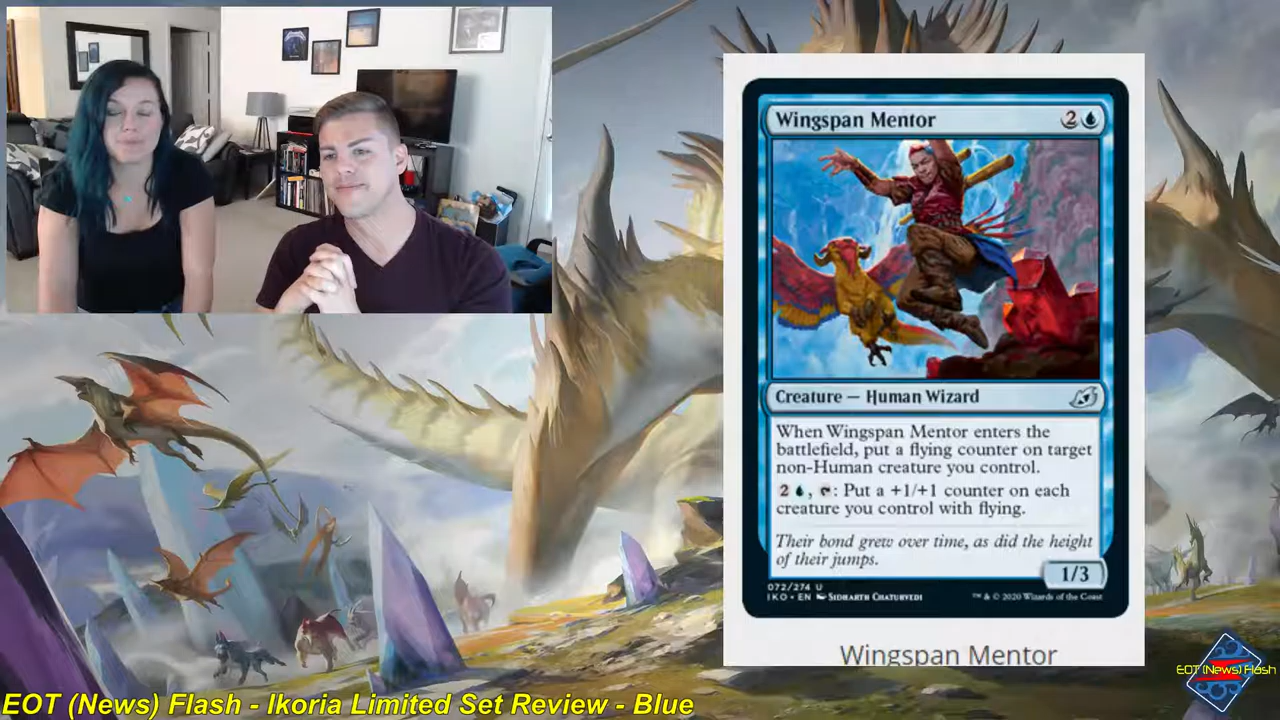 Wingspan Mentor
2
Creature — Human Wizard
When Wingspan Mentor enters the
battlefield, put a flying counter on target
non-Human creature you control.
2 , : Put a +1/+1 counter on each
creature you control with flying.
Their bond grew over time, as did the height
of their jumps.
1/3
072/274 U
IKO • EN SIDHARTH CHATURVEDI
™ & © 2020 Wizards of the Coast
Wingspan Mentor
EOT (News) Flash
EOT (News) Flash - Ikoria Limited Set Review - Blue